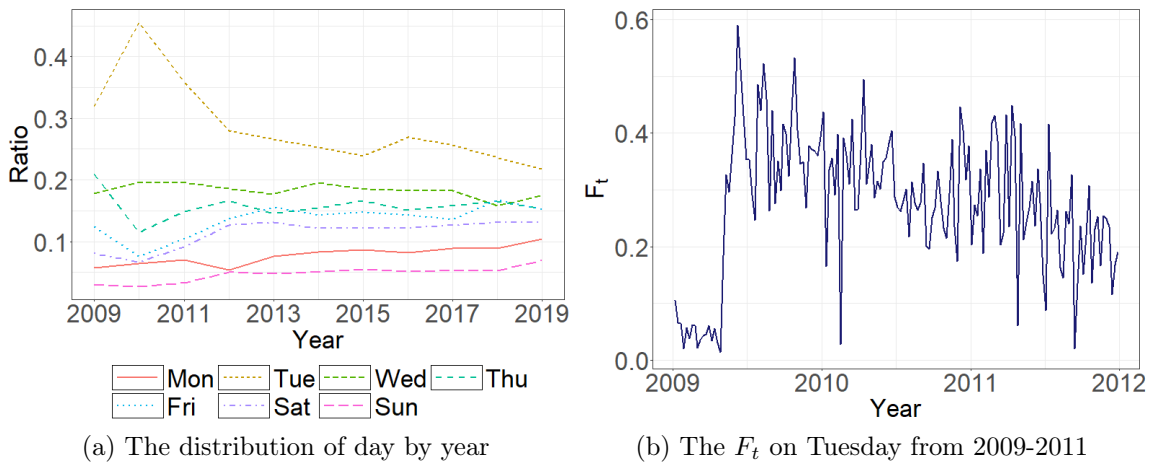 Ratio
0.4
0.3
0.2
0.1
2009 2011 2013 2015 2017 2019
Year
Mon Tue Wed Thu
Fri Sat Sun
(a) The distribution of day by year
Fₜ
0.6
0.4
0.2
0.0
2009 2010 2011 2012
Year
(b) The Fₜ on Tuesday from 2009-2011